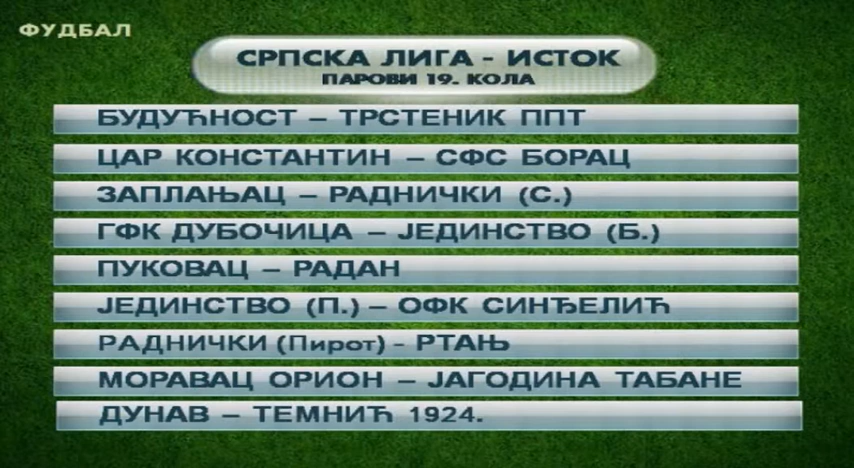 ФУДБАЛ
СРПСКА ЛИГА - ИСТОК
ПАРОВИ 19. КОЛА
БУДУЋНОСТ – ТРСТЕНИК ППТ
ЦАР КОНСТАНТИН – СФС БОРАЦ
ЗАПЛАЊАЦ – РАДНИЧКИ (С.)
ГФК ДУБОЧИЦА – ЈЕДИНСТВО (Б.)
ПУКОВАЦ – РАДАН
ЈЕДИНСТВО (П.) – ОФК СИНЂЕЛИЋ
РАДНИЧКИ (Пирот) - РТАЊ
МОРАВАЦ ОРИОН – ЈАГОДИНА ТАБАНЕ
ДУНАВ – ТЕМНИЋ 1924.